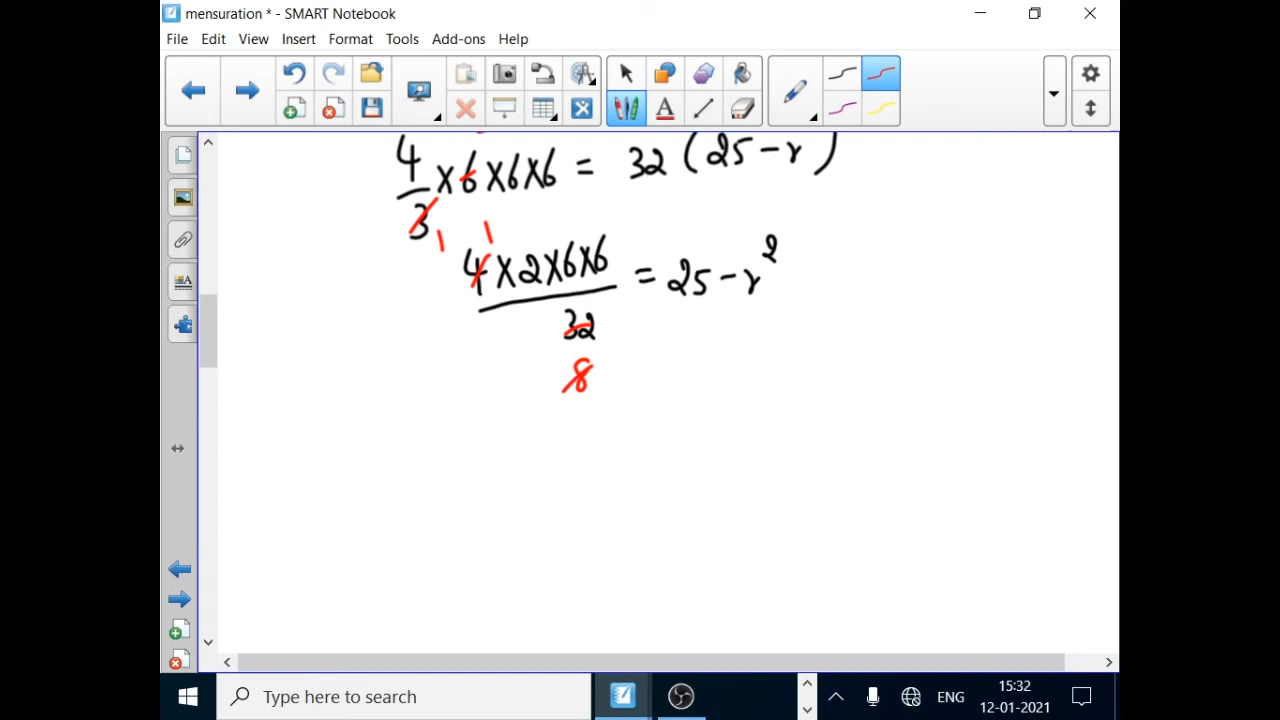 mensuration * - SMART Notebook
File Edit View Insert Format Tools Add-ons Help
4/3 × 6 × 6 × 6 = 32 (25 - r )
1 1
4 × 2 × 6 × 6 / 32 = 25 - r²
8
Type here to search
ENG
15:32
12-01-2021